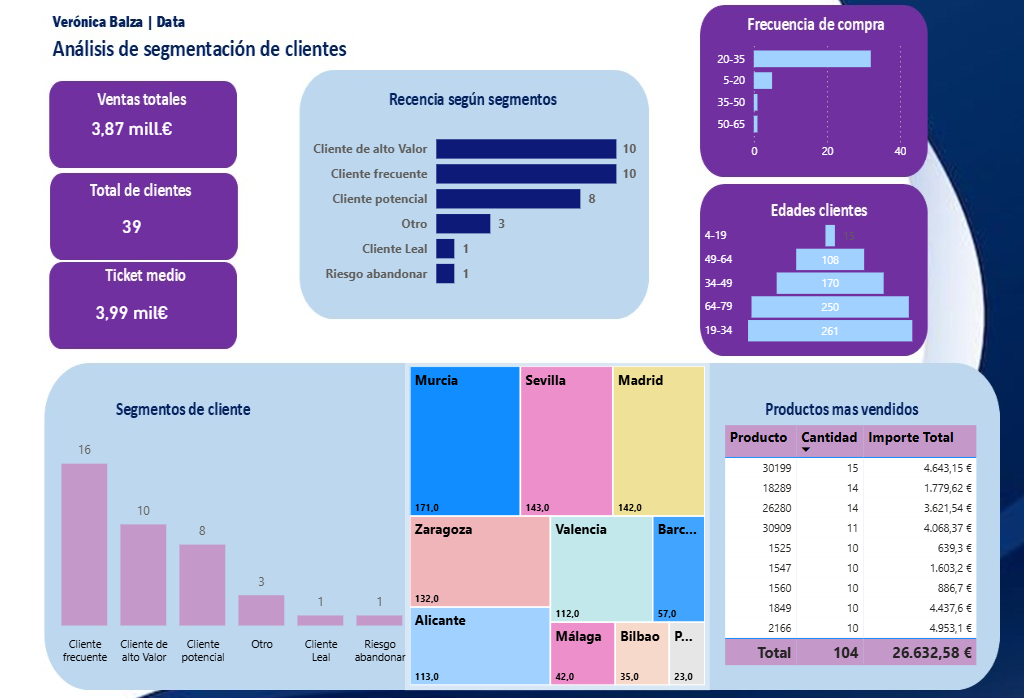 Verónica Balza | Data
Análisis de segmentación de clientes
Ventas totales
3,87 mill.€
Total de clientes
39
Ticket medio
3,99 mil€
Recencia según segmentos
Cliente de alto Valor 10
Cliente frecuente 10
Cliente potencial 8
Otro 3
Cliente Leal 1
Riesgo abandonar 1
Frecuencia de compra
20-35
5-20
35-50
50-65
0 20 40
Edades clientes
4-19 15
49-64 108
34-49 170
64-79 250
19-34 261
Segmentos de cliente
16
10
8
3
1
1
Cliente frecuente
Cliente de alto Valor
Cliente potencial
Otro
Cliente Leal
Riesgo abandonar
Murcia
171,0
Sevilla
143,0
Madrid
142,0
Zaragoza
132,0
Valencia
112,0
Barc...
57,0
Alicante
113,0
Málaga
42,0
Bilbao
35,0
P...
23,0
Productos mas vendidos
Producto Cantidad Importe Total
30199 15 4.643,15 €
18289 14 1.779,62 €
26280 14 3.621,54 €
30909 11 4.068,37 €
1525 10 639,3 €
1547 10 1.603,2 €
1560 10 886,7 €
1849 10 4.437,6 €
2166 10 4.953,1 €
Total 104 26.632,58 €